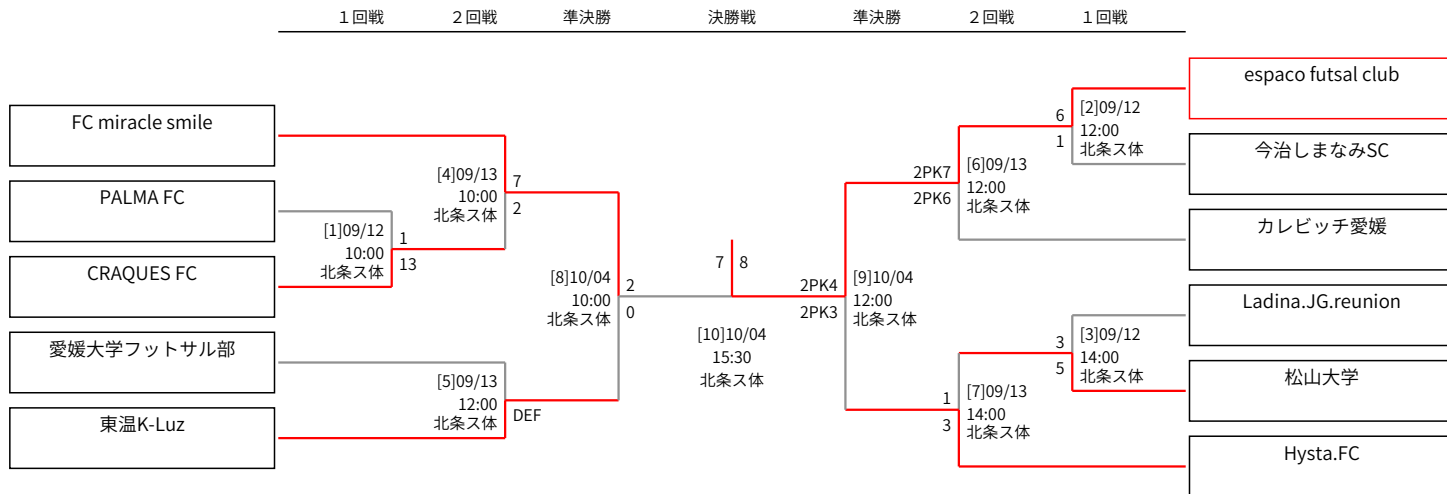 １回戦 ２回戦 準決勝 決勝戦 準決勝 ２回戦 １回戦
FC miracle smile
PALMA FC
CRAQUES FC
愛媛大学フットサル部
東温K-Luz
[1]09/12
10:00
北条ス体
1
13
[4]09/13
10:00
北条ス体
7
2
[5]09/13
12:00
北条ス体
DEF
[8]10/04
10:00
北条ス体
2
0
7 8
[10]10/04
15:30
北条ス体
2PK4
2PK3
[9]10/04
12:00
北条ス体
2PK7
2PK6
[6]09/13
12:00
北条ス体
1
3
[7]09/13
14:00
北条ス体
6
1
[2]09/12
12:00
北条ス体
3
5
[3]09/12
14:00
北条ス体
espaco futsal club
今治しまなみSC
カレビッチ愛媛
Ladina.JG.reunion
松山大学
Hysta.FC